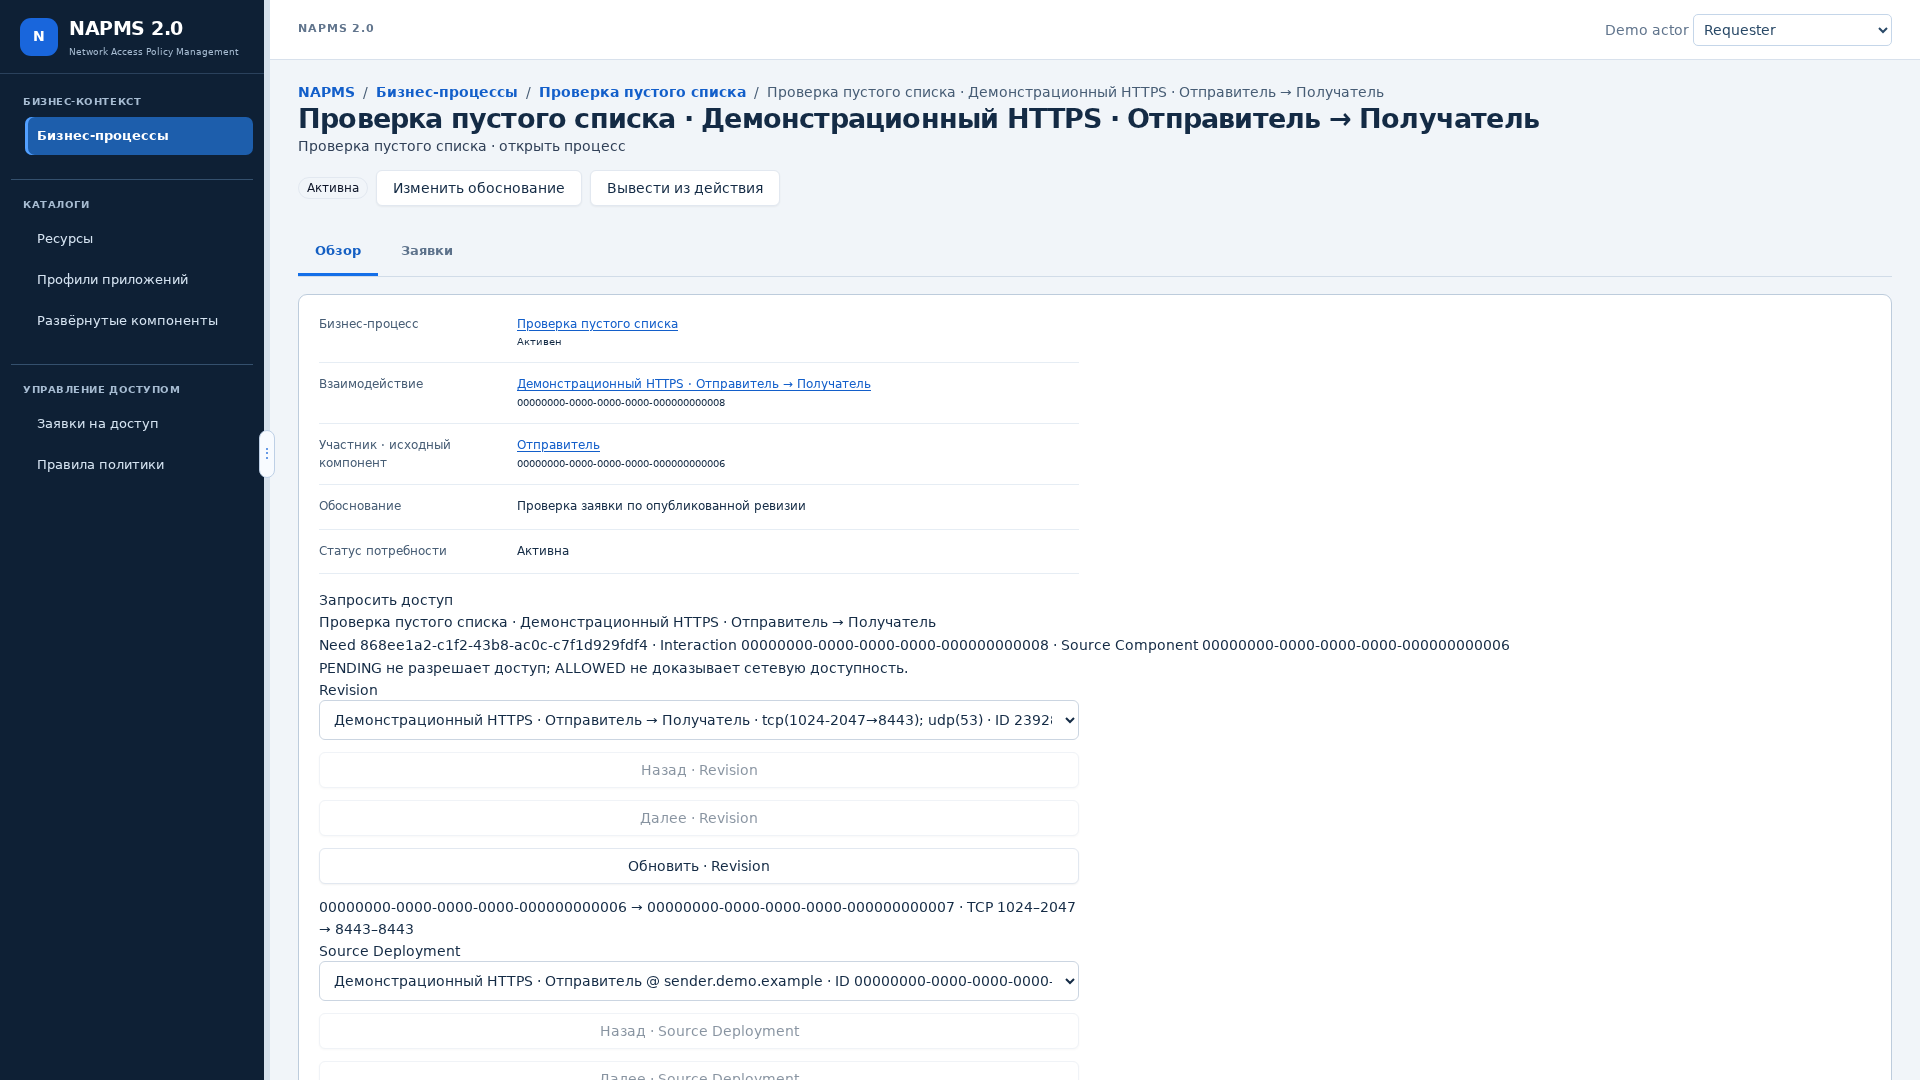 N
NAPMS 2.0
Network Access Policy Management
БИЗНЕС-КОНТЕКСТ
Бизнес-процессы
КАТАЛОГИ
Ресурсы
Профили приложений
Развёрнутые компоненты
УПРАВЛЕНИЕ ДОСТУПОМ
Заявки на доступ
Правила политики
NAPMS 2.0
Demo actor Requester
NAPMS / Бизнес-процессы / Проверка пустого списка / Проверка пустого списка · Демонстрационный HTTPS · Отправитель → Получатель
Проверка пустого списка · Демонстрационный HTTPS · Отправитель → Получатель
Проверка пустого списка · открыть процесс
Активна Изменить обоснование Вывести из действия
Обзор Заявки
Бизнес-процесс Проверка пустого списка
Активен
Взаимодействие Демонстрационный HTTPS · Отправитель → Получатель
00000000-0000-0000-0000-000000000008
Участник · исходный компонент Отправитель
00000000-0000-0000-0000-000000000006
Обоснование Проверка заявки по опубликованной ревизии
Статус потребности Активна
Запросить доступ
Проверка пустого списка · Демонстрационный HTTPS · Отправитель → Получатель
Need 868ee1a2-c1f2-43b8-ac0c-c7f1d929fdf4 · Interaction 00000000-0000-0000-0000-000000000008 · Source Component 00000000-0000-0000-0000-000000000006
PENDING не разрешает доступ; ALLOWED не доказывает сетевую доступность.
Revision
Демонстрационный HTTPS · Отправитель → Получатель · tcp(1024-2047→8443); udp(53) · ID 2392
Назад · Revision
Далее · Revision
Обновить · Revision
00000000-0000-0000-0000-000000000006 → 00000000-0000-0000-0000-000000000007 · TCP 1024–2047
→ 8443–8443
Source Deployment
Демонстрационный HTTPS · Отправитель @ sender.demo.example · ID 00000000-0000-0000-0000-
Назад · Source Deployment
Далее · Source Deployment